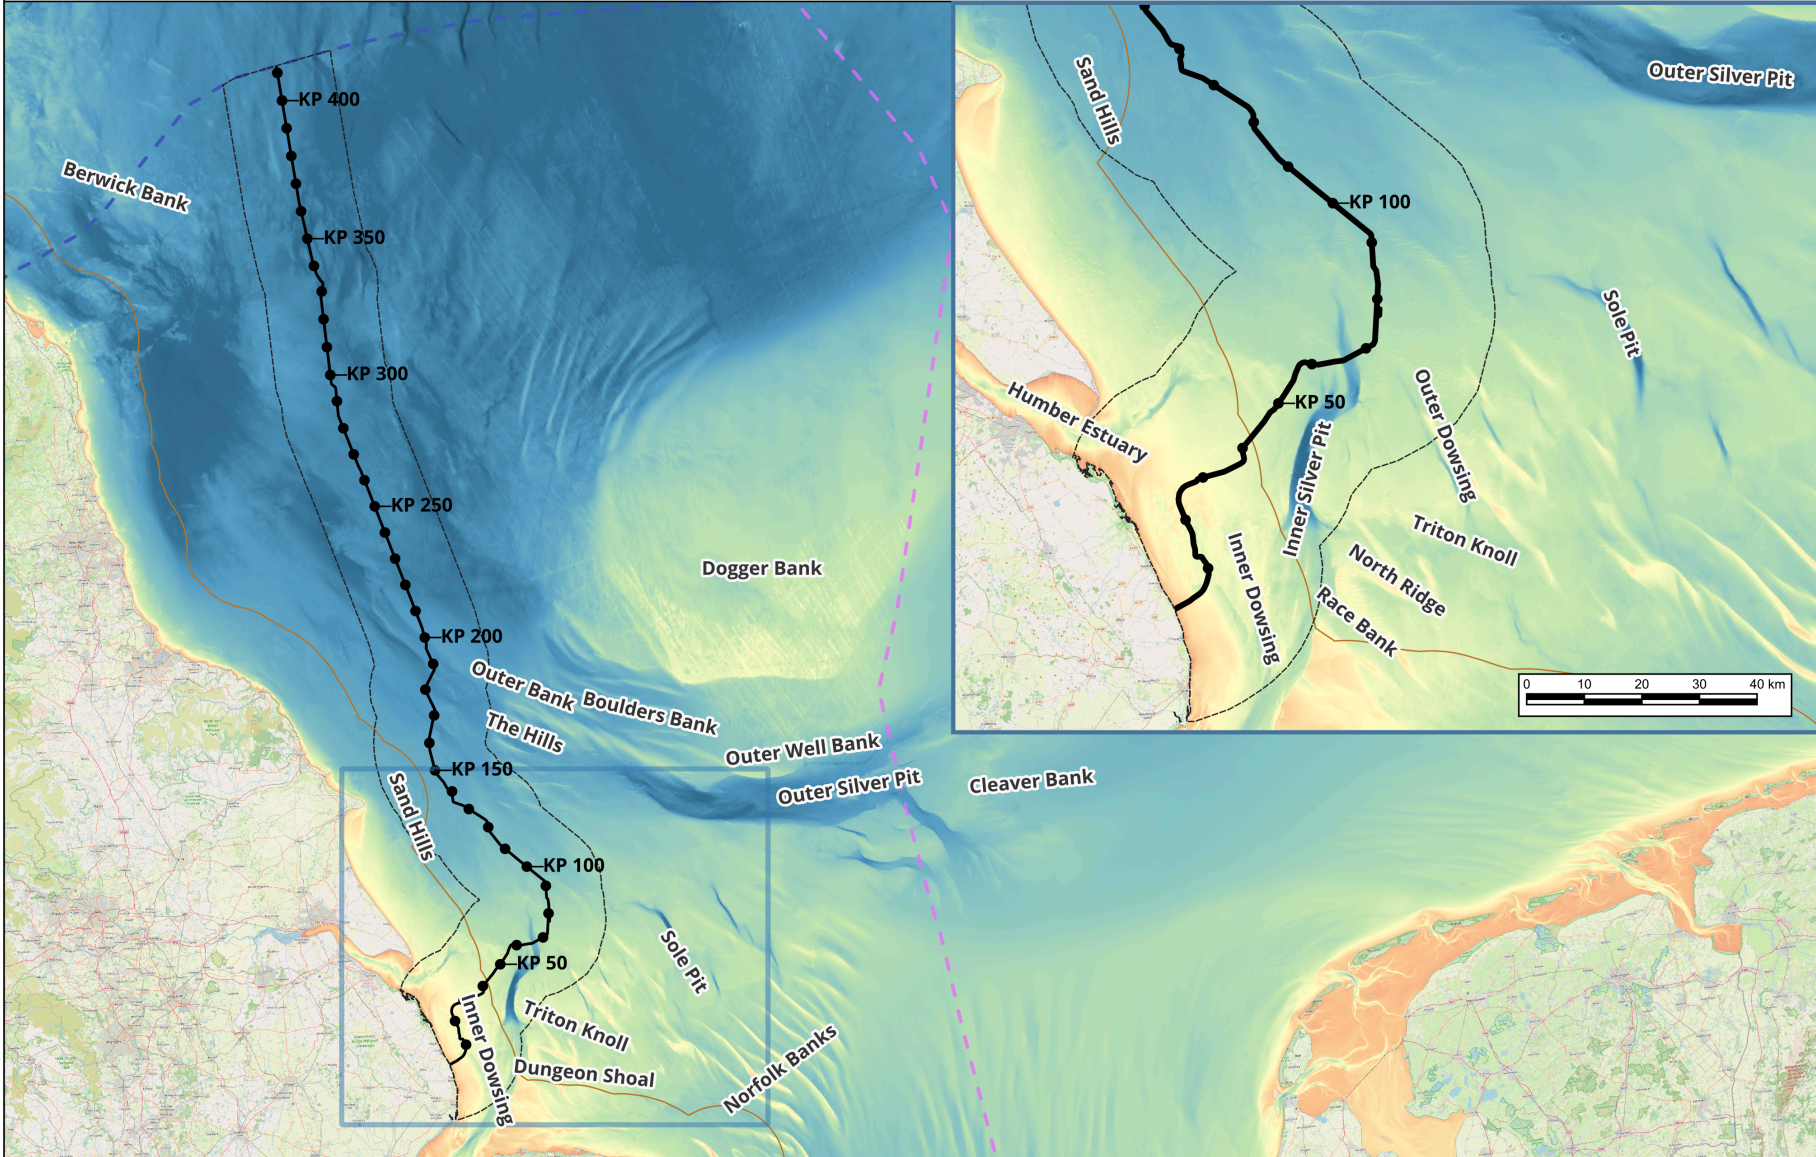 KP 400
Berwick Bank
KP 350
KP 300
KP 250
Dogger Bank
KP 200
Outer Bank
Boulders Bank
The Hills
Outer Well Bank
KP 150
Outer Silver Pit
Cleaver Bank
Sand Hills
KP 100
Sole Pit
KP 50
Inner Dowsing
Triton Knoll
Dungeon Shoal
Norfolk Banks
Outer Silver Pit
Sand Hills
KP 100
Sole Pit
Humber Estuary
KP 50
Outer Dowsing
Inner Silver Pit
Triton Knoll
Inner Dowsing
North Ridge
Race Bank
0 10 20 30 40 km